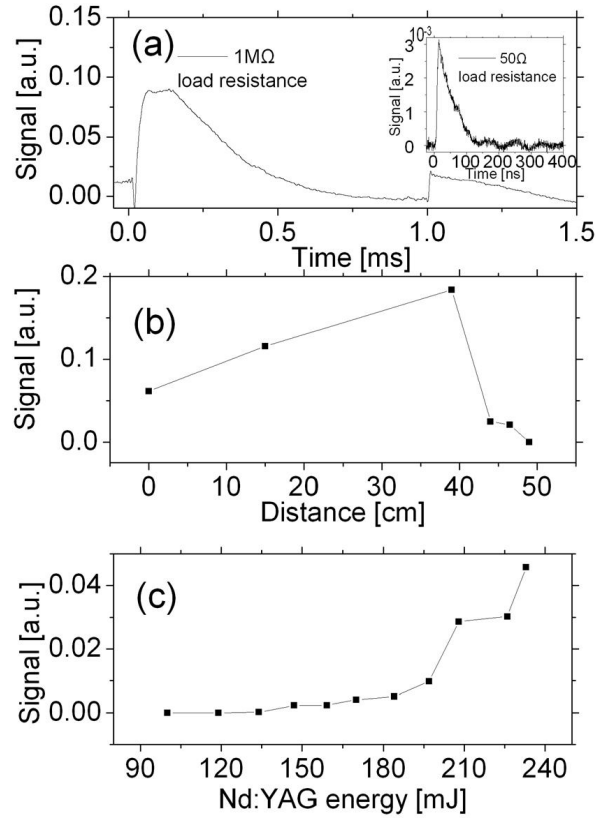 0.15
(a)
1MΩ
load resistance
0.10
0.05
0.00
Signal [a.u.]
0.0
0.5
1.0
1.5
Time [ms]
10⁻³
50Ω
load resistance
3
2
1
0
Signal [a.u.]
0
100
200
300
400
Time [ns]
0.2
(b)
0.1
0.0
Signal [a.u.]
0
10
20
30
40
50
Distance [cm]
(c)
0.04
0.02
0.00
Signal [a.u.]
90
120
150
180
210
240
Nd:YAG energy [mJ]